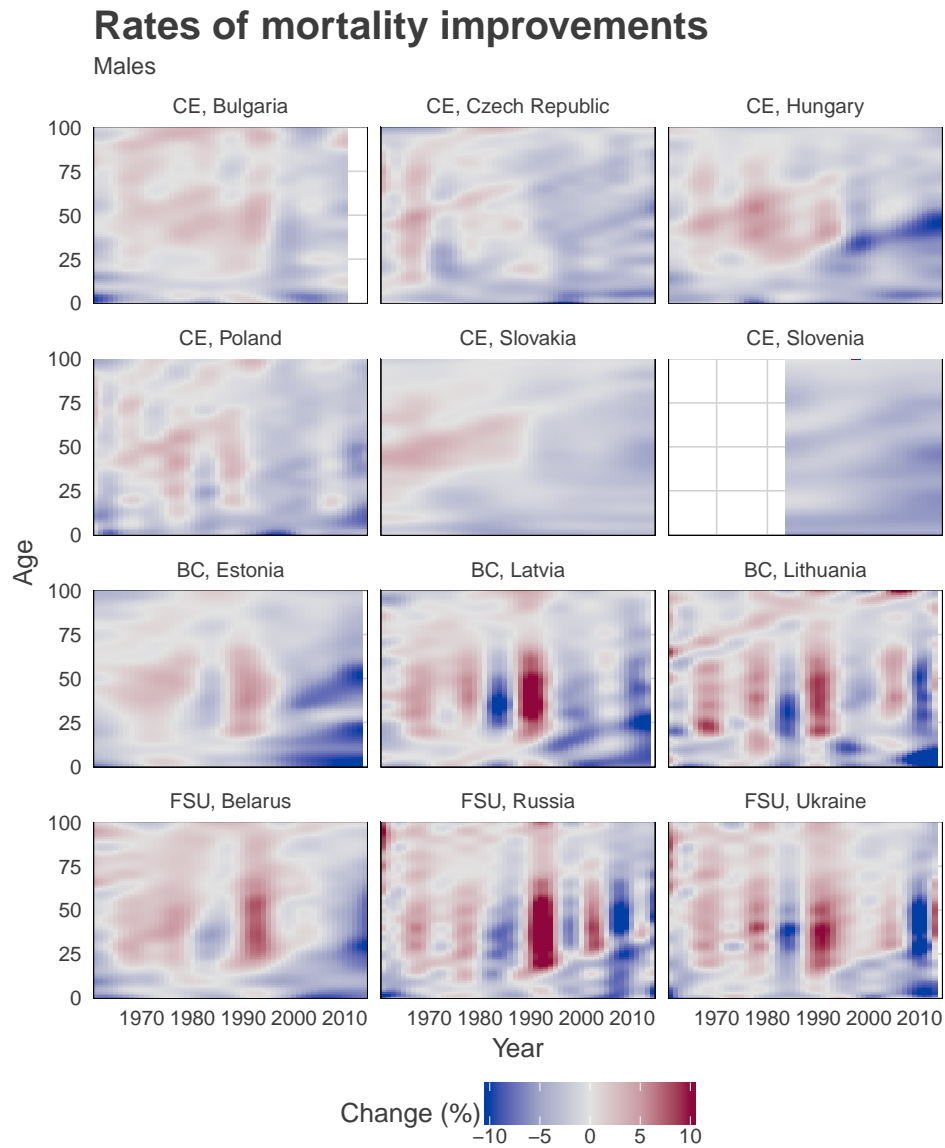 Rates of mortality improvements
Males
CE, Bulgaria CE, Czech Republic CE, Hungary
100
75
50
25
0
CE, Poland CE, Slovakia CE, Slovenia
100
75
50
25
0
Age
BC, Estonia BC, Latvia BC, Lithuania
100
75
50
25
0
FSU, Belarus FSU, Russia FSU, Ukraine
100
75
50
25
0
1970 1980 1990 2000 2010 1970 1980 1990 2000 2010 1970 1980 1990 2000 2010
Year
Change (%)
−10 −5 0 5 10